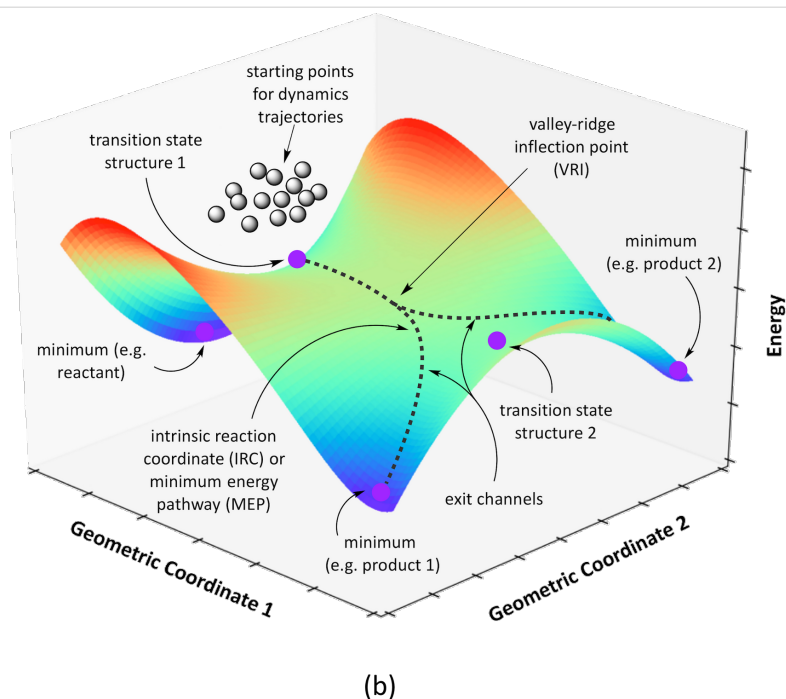 starting points
for dynamics
trajectories
transition state
structure 1
valley-ridge
inflection point
(VRI)
minimum
(e.g. product 2)
Energy
minimum (e.g.
reactant)
transition state
structure 2
intrinsic reaction
coordinate (IRC) or
minimum energy
pathway (MEP)
exit channels
minimum
(e.g. product 1)
Geometric Coordinate 1
Geometric Coordinate 2
(b)